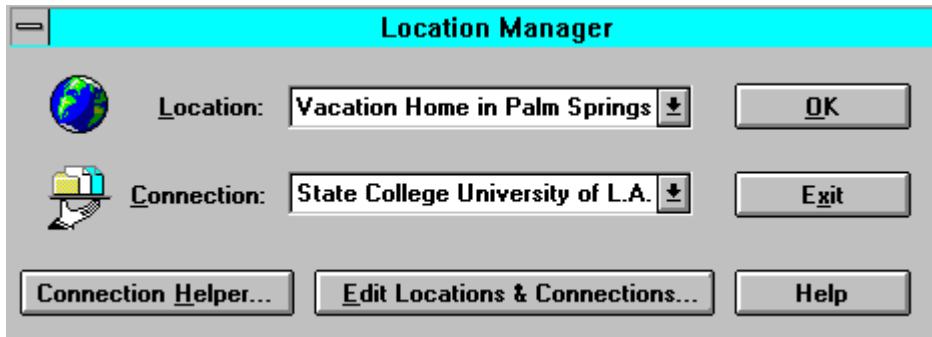 Location Manager
Location: Vacation Home in Palm Springs OK
Connection: State College University of L.A. Exit
Connection Helper... Edit Locations & Connections... Help